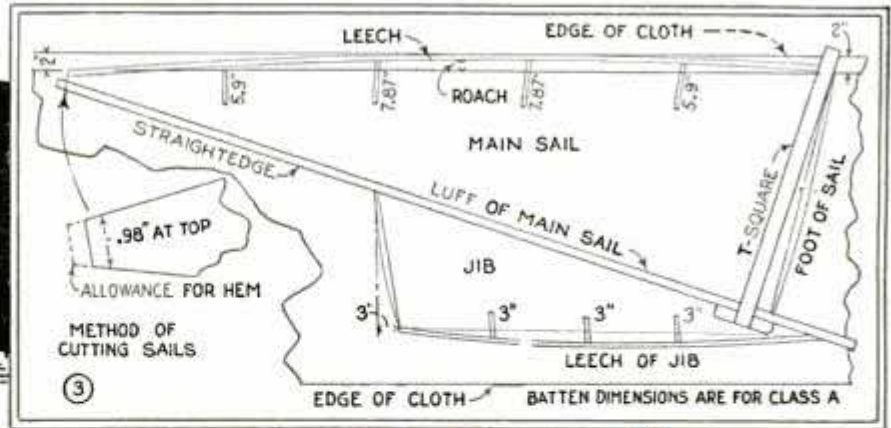 LEECH
EDGE OF CLOTH
2"
2"
5.9"
7.87"
ROACH
7.87"
5.9"
MAIN SAIL
STRAIGHTEDGE
LUFF OF MAIN SAIL
T-SQUARE
FOOT OF SAIL
.98" AT TOP
ALLOWANCE FOR HEM
JIB
3"
3"
3"
3"
METHOD OF
CUTTING SAILS
LEECH OF JIB
3
EDGE OF CLOTH
BATTEN DIMENSIONS ARE FOR CLASS A